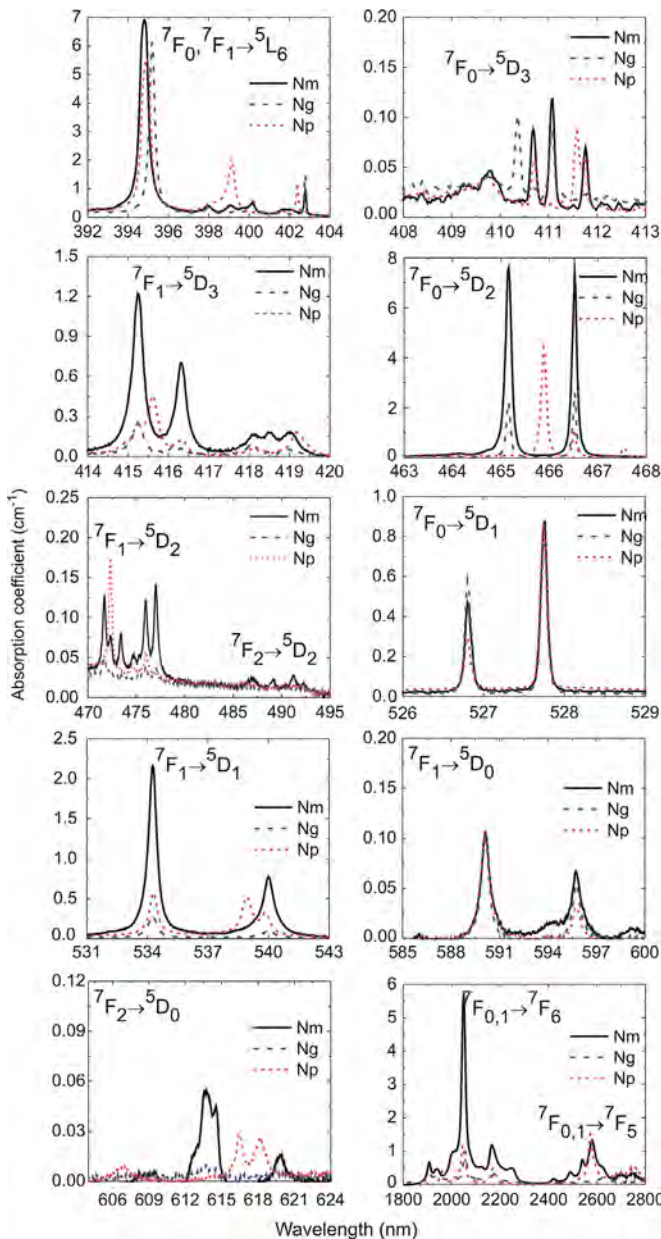 ⁷F₀, ⁷F₁→⁵L₆
Nm
Ng
Np
7
6
5
4
3
2
1
0
392 394 396 398 400 402 404
⁷F₀→⁵D₃
Nm
Ng
Np
0.20
0.15
0.10
0.05
0.00
408 409 410 411 412 413
⁷F₁→⁵D₃
Nm
Ng
Np
1.5
1.2
0.9
0.6
0.3
0.0
414 415 416 417 418 419 420
⁷F₀→⁵D₂
Nm
Ng
Np
8
6
4
2
0
463 464 465 466 467 468
Absorption coefficient (cm⁻¹)
⁷F₁→⁵D₂
Nm
Ng
Np
⁷F₂→⁵D₂
0.25
0.20
0.15
0.10
0.05
0.00
470 475 480 485 490 495
⁷F₀→⁵D₁
Nm
Ng
Np
1.0
0.8
0.6
0.4
0.2
0.0
526 527 528 529
⁷F₁→⁵D₁
Nm
Ng
Np
2.5
2.0
1.5
1.0
0.5
0.0
531 534 537 540 543
⁷F₁→⁵D₀
Nm
Ng
Np
0.20
0.15
0.10
0.05
0.00
585 588 591 594 597 600
⁷F₂→⁵D₀
Nm
Ng
Np
0.12
0.09
0.06
0.03
0.00
606 609 612 615 618 621 624
⁷F₀,₁→⁷F₆
Nm
Ng
Np
⁷F₀,₁→⁷F₅
6
5
4
3
2
1
0
1800 2000 2200 2400 2600 2800
Wavelength (nm)